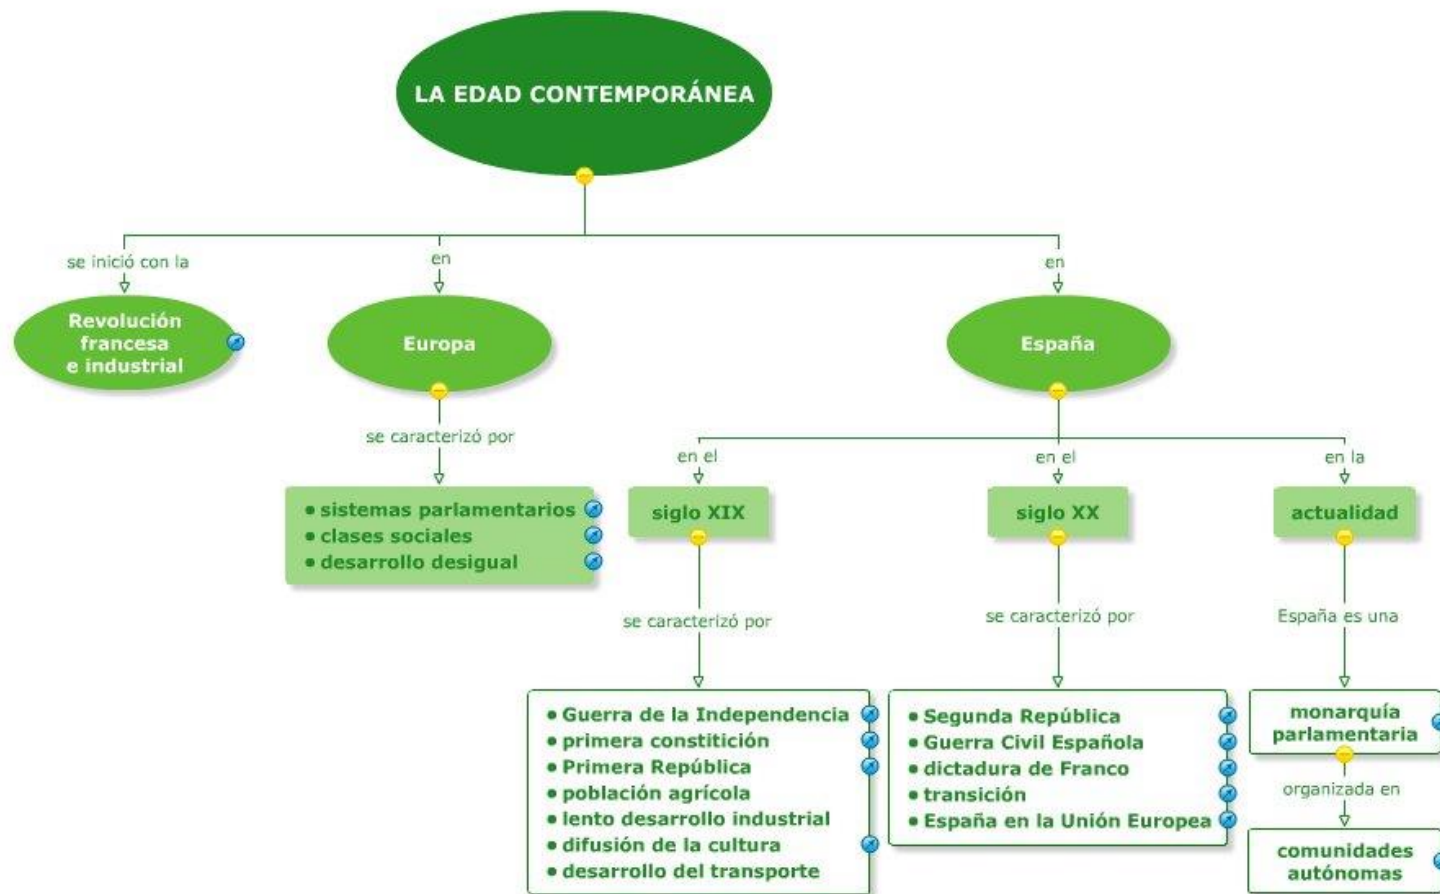 LA EDAD CONTEMPORÁNEA
se inició con la
en
en
Revolución
francesa
e industrial
Europa
España
se caracterizó por
en el
en el
en la
• sistemas parlamentarios
• clases sociales
• desarrollo desigual
siglo XIX
siglo XX
actualidad
se caracterizó por
se caracterizó por
España es una
• Guerra de la Independencia
• primera constitición
• Primera República
• población agrícola
• lento desarrollo industrial
• difusión de la cultura
• desarrollo del transporte
• Segunda República
• Guerra Civil Española
• dictadura de Franco
• transición
• España en la Unión Europea
monarquía
parlamentaria
organizada en
comunidades
autónomas